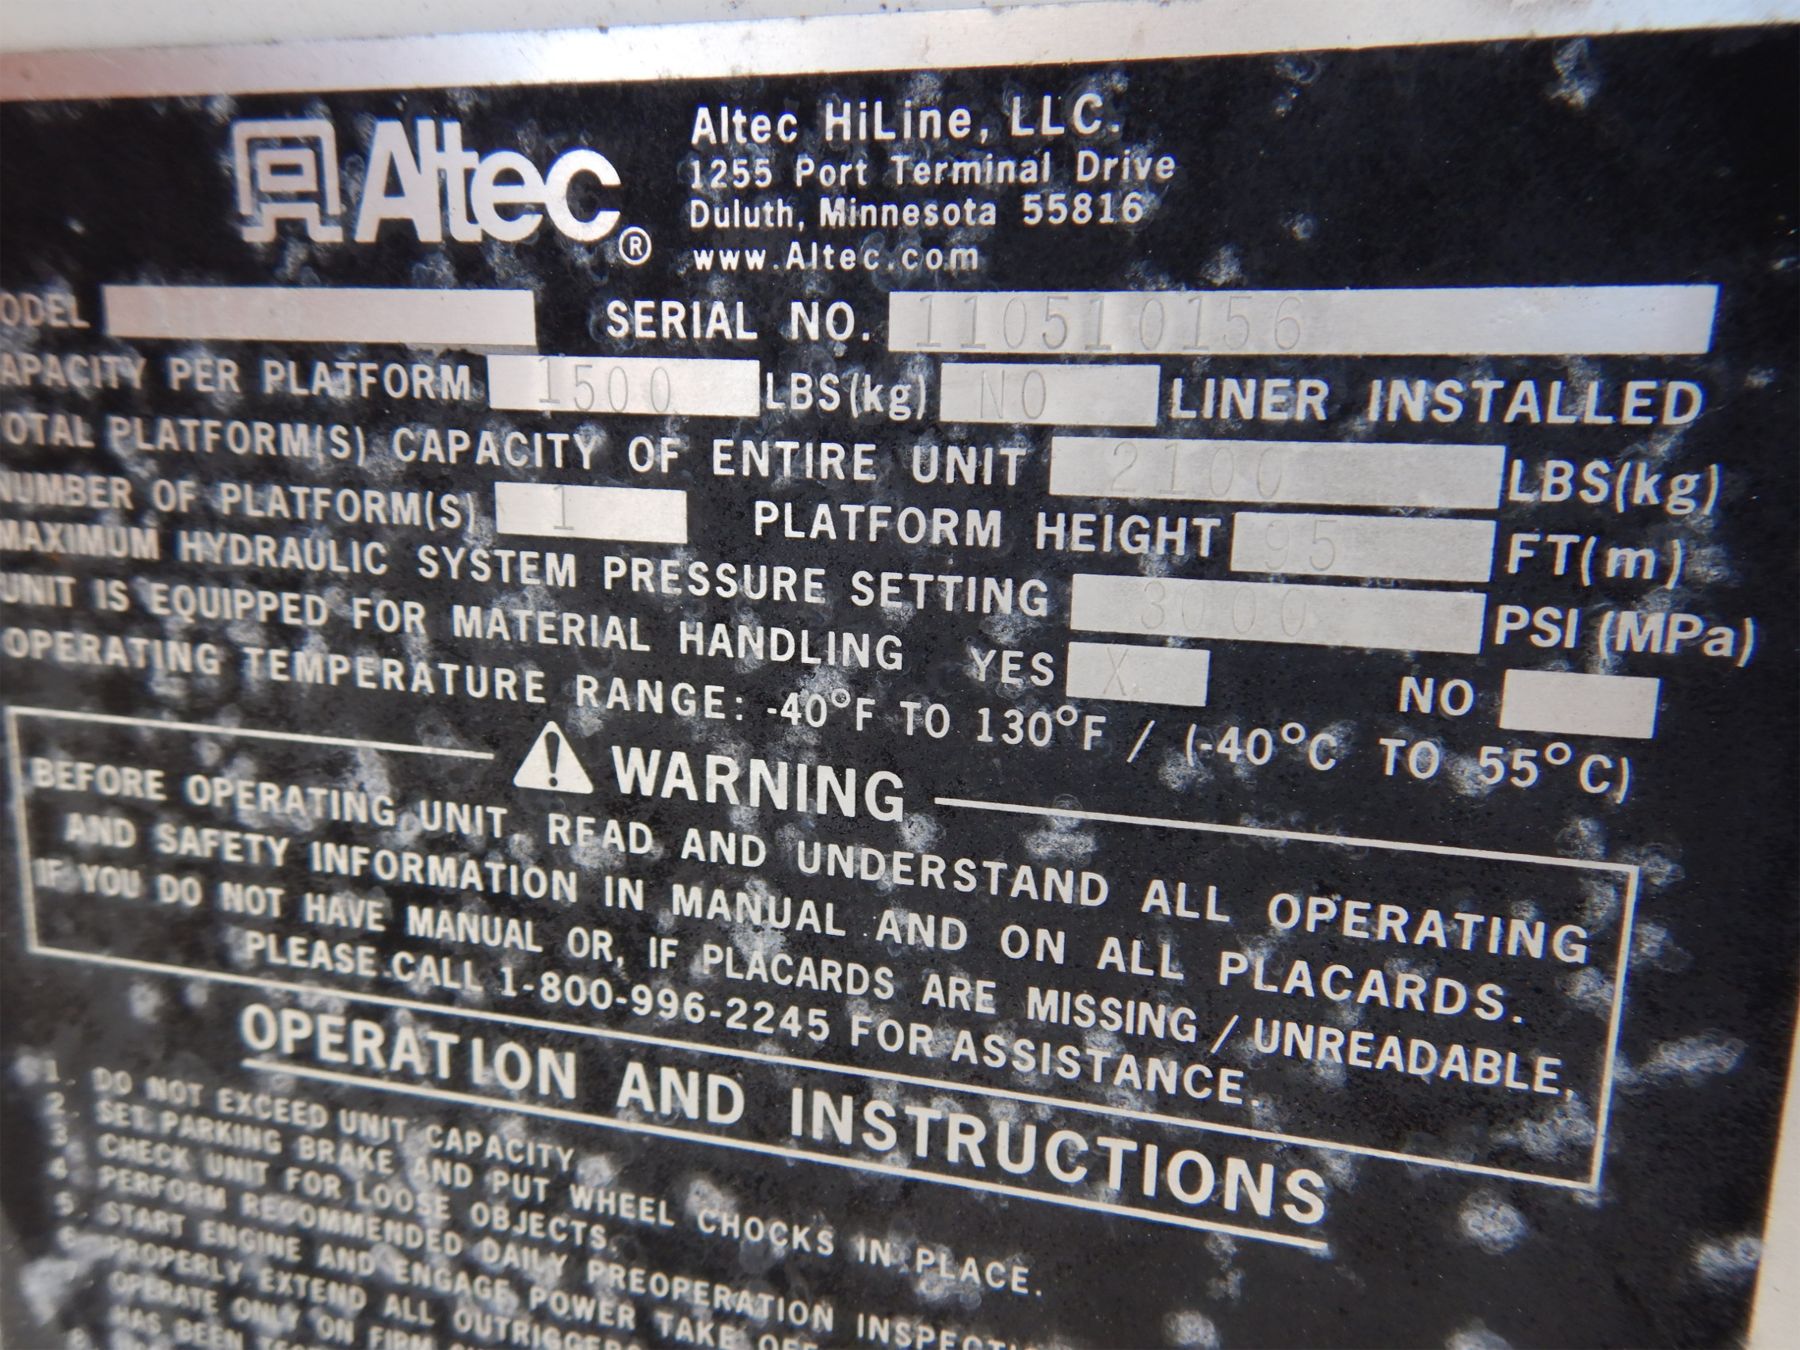 Altec®
Altec HiLine, LLC.
1255 Port Terminal Drive
Duluth, Minnesota 55816
www.Altec.com
ODEL SERIAL NO. 110510156
APACITY PER PLATFORM 1500 LBS(kg) NO LINER INSTALLED
OTAL PLATFORM(S) CAPACITY OF ENTIRE UNIT 2100 LBS(kg)
NUMBER OF PLATFORM(S) 1 PLATFORM HEIGHT 95 FT(m)
MAXIMUM HYDRAULIC SYSTEM PRESSURE SETTING 3000 PSI (MPa)
UNIT IS EQUIPPED FOR MATERIAL HANDLING YES X NO
OPERATING TEMPERATURE RANGE: -40°F TO 130°F / (-40°C TO 55°C)
WARNING
BEFORE OPERATING UNIT, READ AND UNDERSTAND ALL OPERATING
AND SAFETY INFORMATION IN MANUAL AND ON ALL PLACARDS.
IF YOU DO NOT HAVE MANUAL OR, IF PLACARDS ARE MISSING / UNREADABLE,
PLEASE CALL 1-800-996-2245 FOR ASSISTANCE.
OPERATION AND INSTRUCTIONS
1. DO NOT EXCEED UNIT CAPACITY.
2. SET PARKING BRAKE AND PUT WHEEL CHOCKS IN PLACE.
3. CHECK UNIT FOR LOOSE OBJECTS.
4. PERFORM RECOMMENDED DAILY PREOPERATION INSPECTI
5. START ENGINE AND ENGAGE POWER TAKE OFF
6. PROPERLY EXTEND ALL OUTRIGGERS
OPERATE ONLY ON FIRM
HAS BEEN